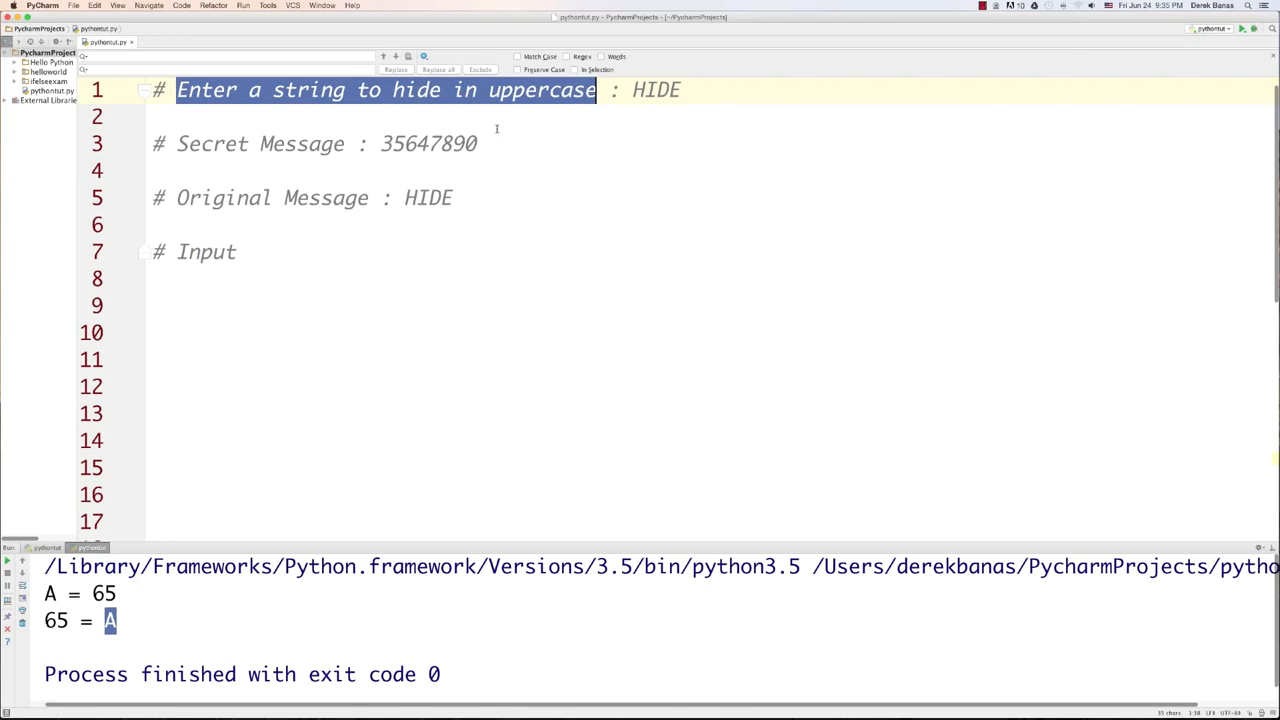 PyCharm File Edit View Navigate Code Refactor Run Tools VCS Window Help Fri Jun 24 9:35 PM Derek Banas
pythontut.py - PycharmProjects - [~/PycharmProjects]
PycharmProjects pythontut.py pythontut
pythontut.py
Match Case Regex Words
Replace Replace all Exclude Preserve Case In Selection
PycharmProject
Hello Python
helloworld
ifelseexam
pythontut.py
External Librarie
1 # Enter a string to hide in uppercase : HIDE
2
3 # Secret Message : 35647890
4
5 # Original Message : HIDE
6
7 # Input
8
9
10
11
12
13
14
15
16
17
Run: pythontut pythontut
/Library/Frameworks/Python.framework/Versions/3.5/bin/python3.5 /Users/derekbanas/PycharmProjects/pytho
A = 65
65 = A
Process finished with exit code 0
35 chars 1:38 LF÷ UTF-8÷